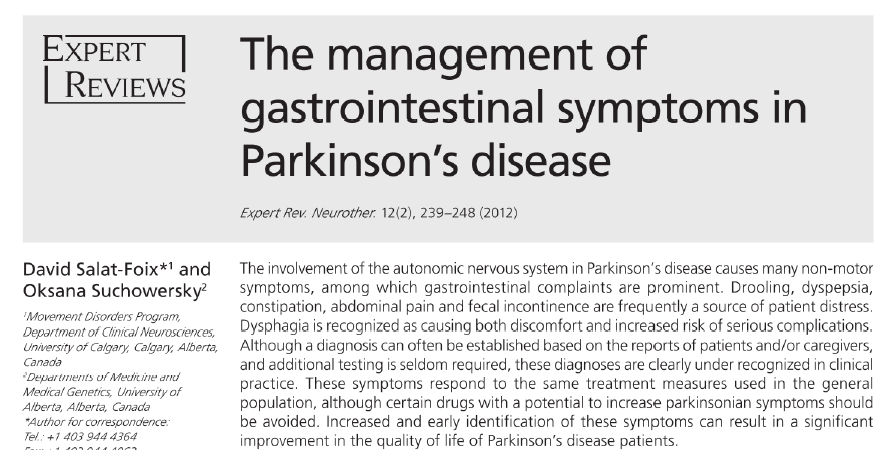 EXPERT
REVIEWS
The management of
gastrointestinal symptoms in
Parkinson's disease
Expert Rev. Neurother. 12(2), 239–248 (2012)
David Salat-Foix*1 and
Oksana Suchowersky2
1Movement Disorders Program,
Department of Clinical Neurosciences,
University of Calgary, Calgary, Alberta,
Canada
2Departments of Medicine and
Medical Genetics, University of
Alberta, Alberta, Canada
*Author for correspondence:
Tel.: +1 403 944 4364
The involvement of the autonomic nervous system in Parkinson's disease causes many non-motor
symptoms, among which gastrointestinal complaints are prominent. Drooling, dyspepsia,
constipation, abdominal pain and fecal incontinence are frequently a source of patient distress.
Dysphagia is recognized as causing both discomfort and increased risk of serious complications.
Although a diagnosis can often be established based on the reports of patients and/or caregivers,
and additional testing is seldom required, these diagnoses are clearly under recognized in clinical
practice. These symptoms respond to the same treatment measures used in the general
population, although certain drugs with a potential to increase parkinsonian symptoms should
be avoided. Increased and early identification of these symptoms can result in a significant
improvement in the quality of life of Parkinson's disease patients.